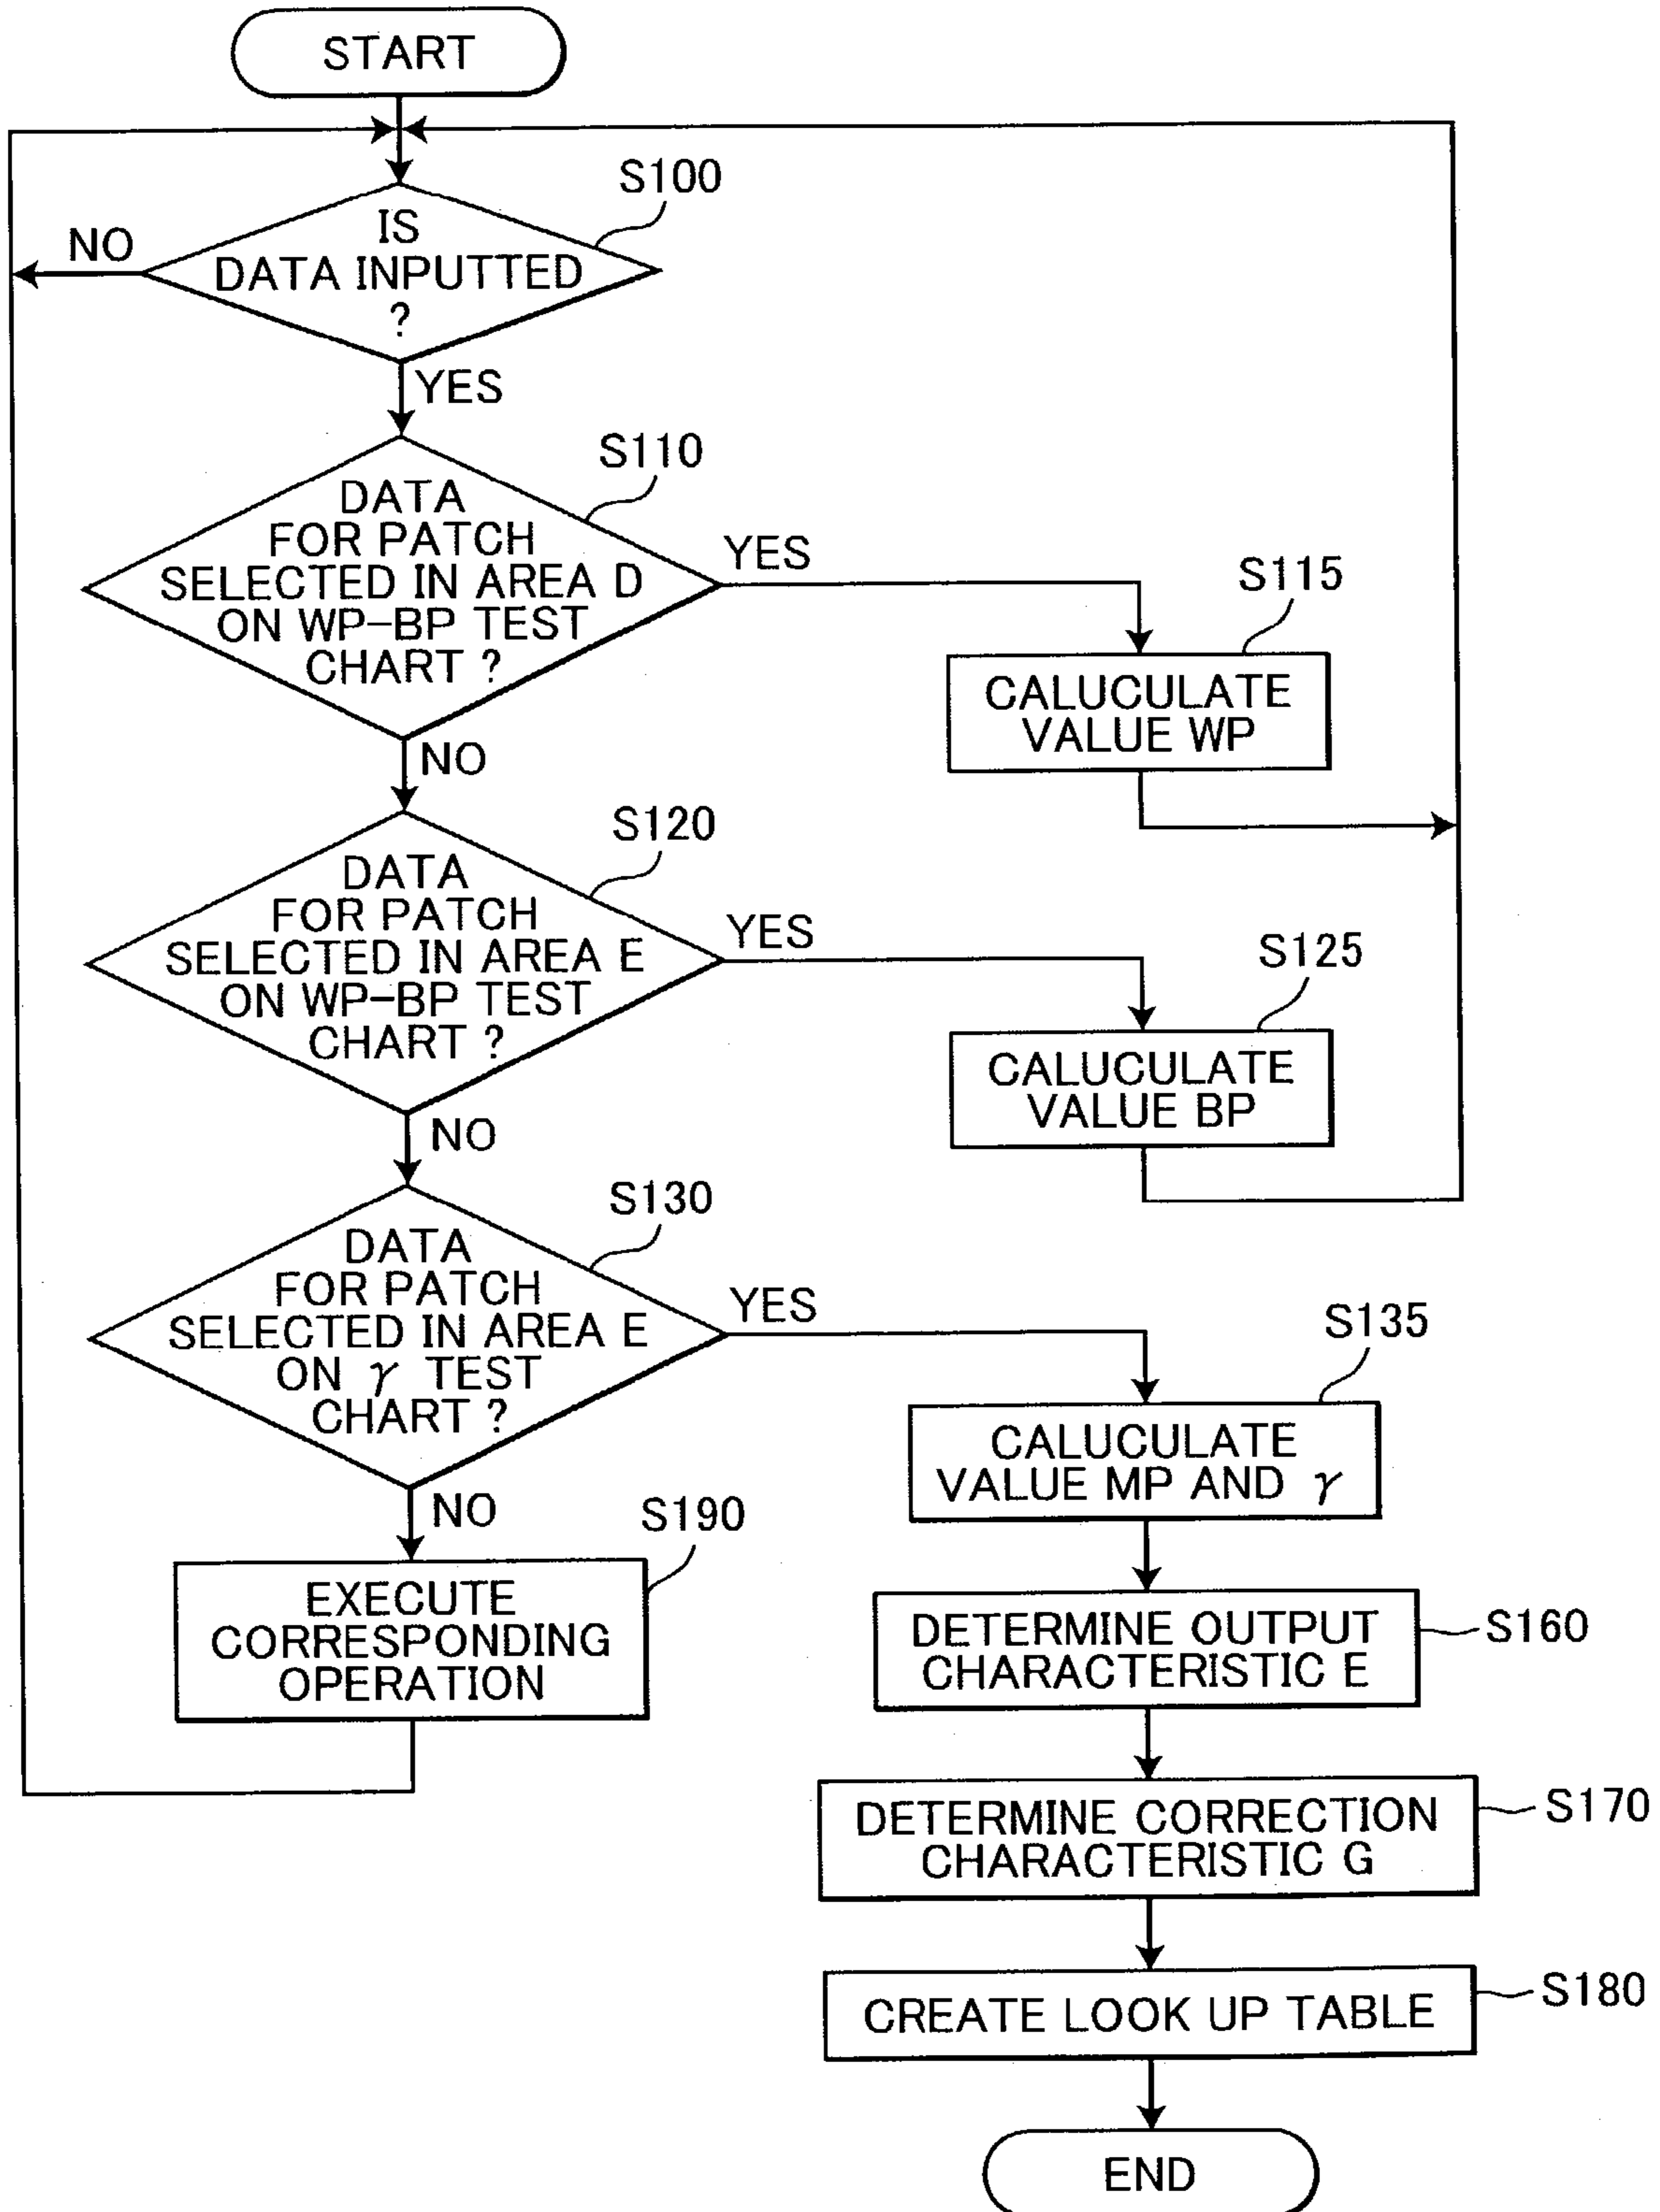 START
S100
IS
DATA INPUTTED
?
NO
YES
S110
DATA
FOR PATCH
SELECTED IN AREA D
ON WP-BP TEST
CHART ?
YES
S115
CALUCULATE
VALUE WP
NO
S120
DATA
FOR PATCH
SELECTED IN AREA E
ON WP-BP TEST
CHART ?
YES
S125
CALUCULATE
VALUE BP
NO
S130
DATA
FOR PATCH
SELECTED IN AREA E
ON γ TEST
CHART ?
YES
S135
CALUCULATE
VALUE MP AND γ
NO
S190
EXECUTE
CORRESPONDING
OPERATION
DETERMINE OUTPUT
CHARACTERISTIC E
S160
DETERMINE CORRECTION
CHARACTERISTIC G
S170
CREATE LOOK UP TABLE
S180
END